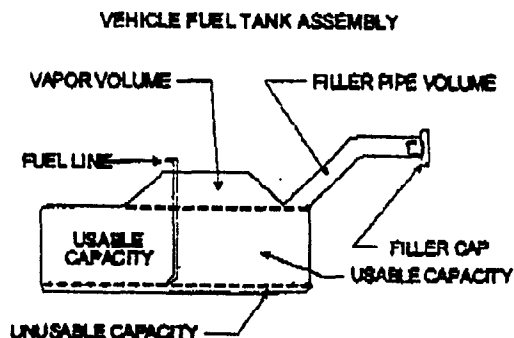 VEHICLE FUEL TANK ASSEMBLY
VAPOR VOLUME
FILLER PIPE VOLUME
FUEL LINE
USABLE CAPACITY
FILLER CAP
USABLE CAPACITY
UNUSABLE CAPACITY